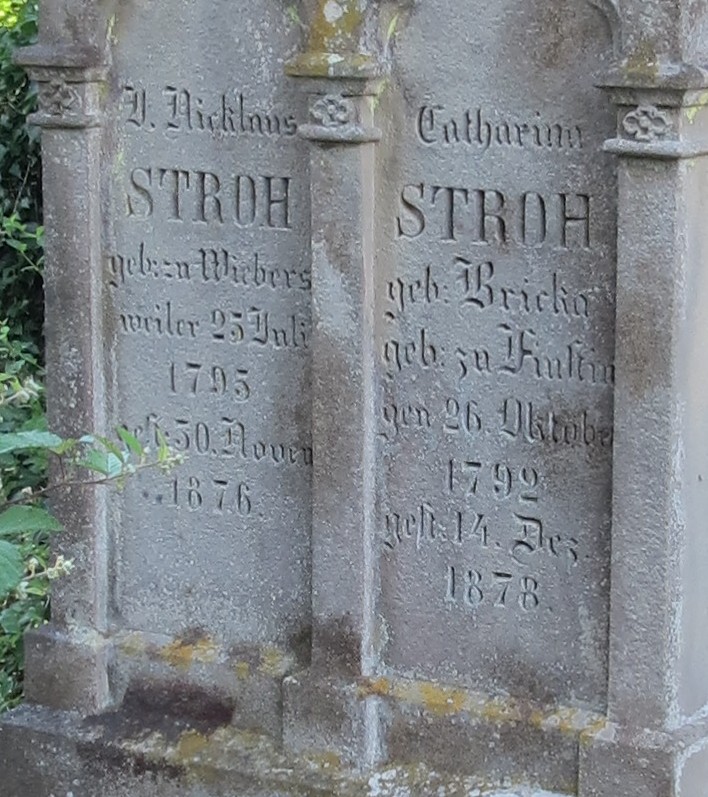 J. Nicklaus
STROH
geb: zu Wiebers
weiler 25 Juli
1795
gest. 30. Novem
1876.
Catharina
STROH
geb: Bricka
geb: zu Finstin
gen 26. Oktober
1792
gest. 14. Dez.
1878.